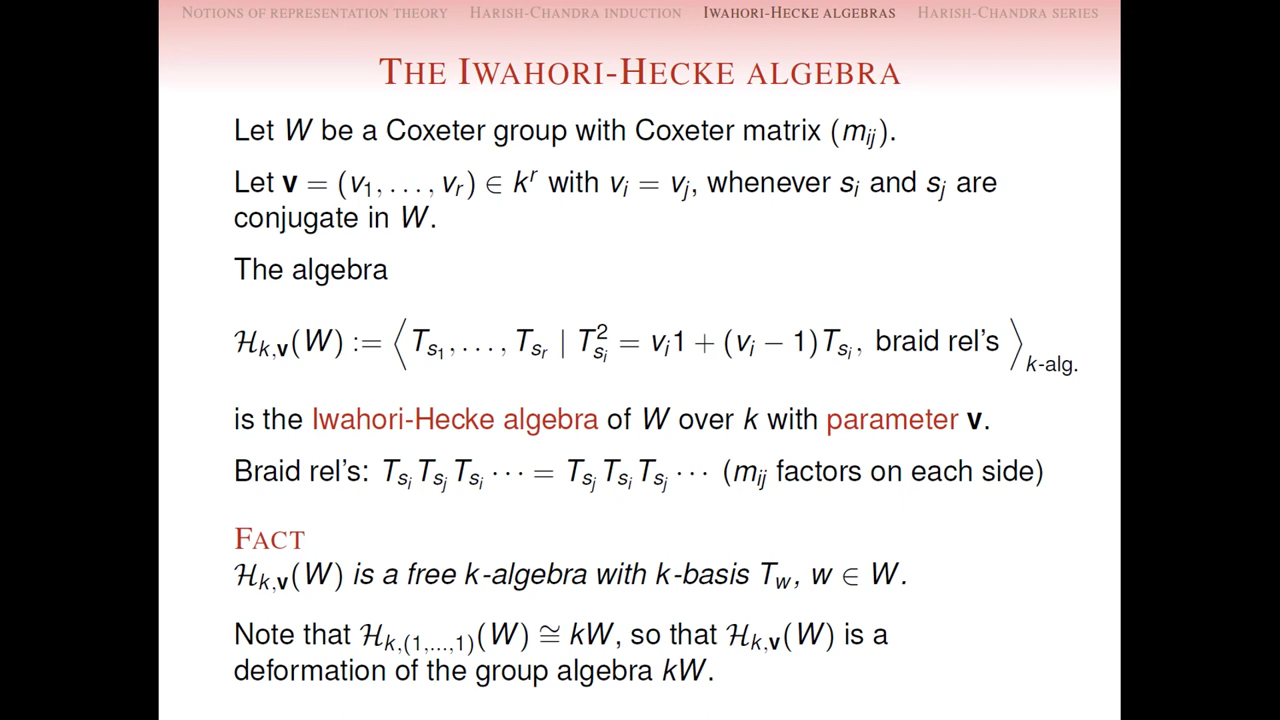 NOTIONS OF REPRESENTATION THEORY HARISH-CHANDRA INDUCTION IWAHORI-HECKE ALGEBRAS HARISH-CHANDRA SERIES
THE IWAHORI-HECKE ALGEBRA
Let W be a Coxeter group with Coxeter matrix (m_{ij}).
Let v = (v_1, …, v_r) ∈ k^r with v_i = v_j, whenever s_i and s_j are
conjugate in W.
The algebra
ℋ_{k,v}(W) := ⟨ T_{s_1}, …, T_{s_r} | T_{s_i}^2 = v_i 1 + (v_i − 1)T_{s_i}, braid rel's ⟩_{k-alg.}
is the Iwahori-Hecke algebra of W over k with parameter v.
Braid rel's: T_{s_i} T_{s_j} T_{s_i} ⋯ = T_{s_j} T_{s_i} T_{s_j} ⋯ (m_{ij} factors on each side)
FACT
ℋ_{k,v}(W) is a free k-algebra with k-basis T_w, w ∈ W.
Note that ℋ_{k,(1,…,1)}(W) ≅ kW, so that ℋ_{k,v}(W) is a
deformation of the group algebra kW.